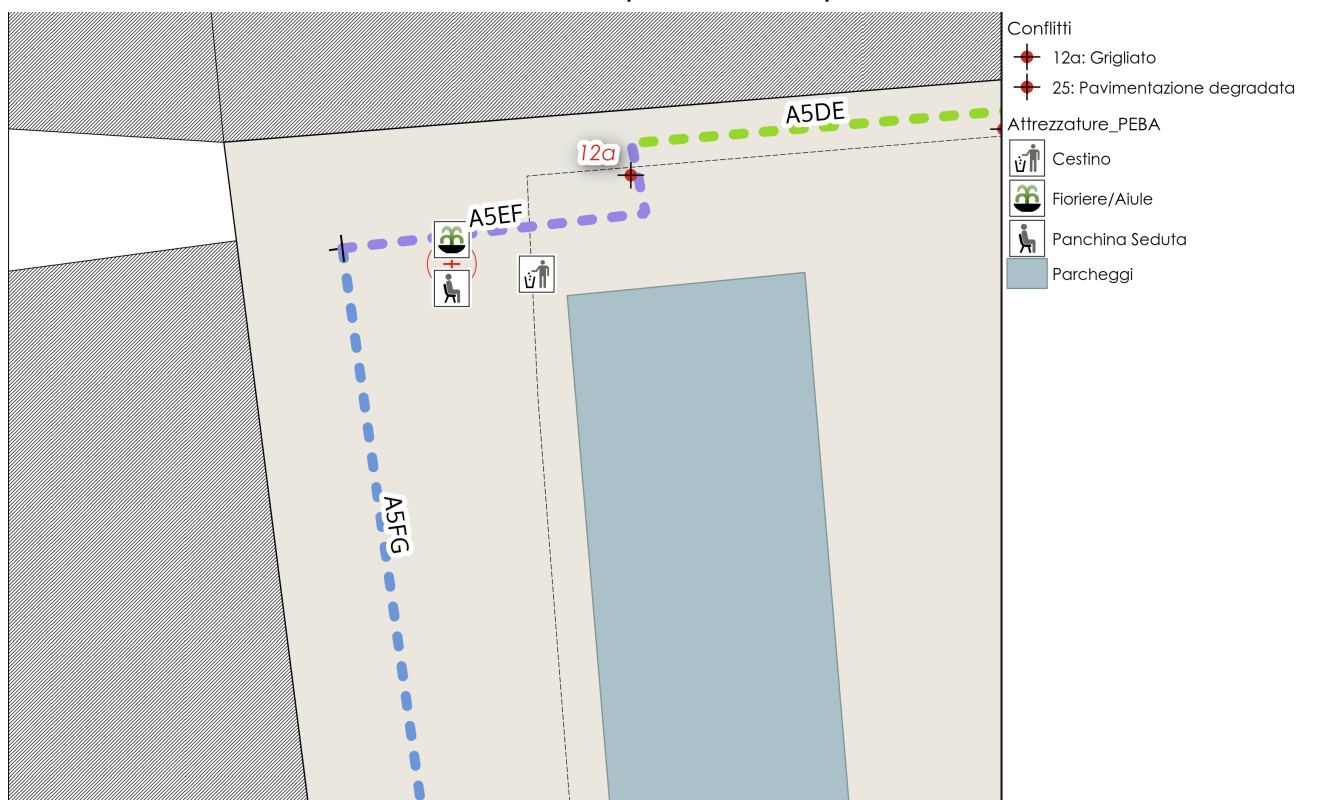 Conflitti
12a: Grigliato
25: Pavimentazione degradata
Attrezzature_PEBA
Cestino
Fioriere/Aiule
Panchina Seduta
Parcheggi
A5DE
12a
A5EF
A5FG